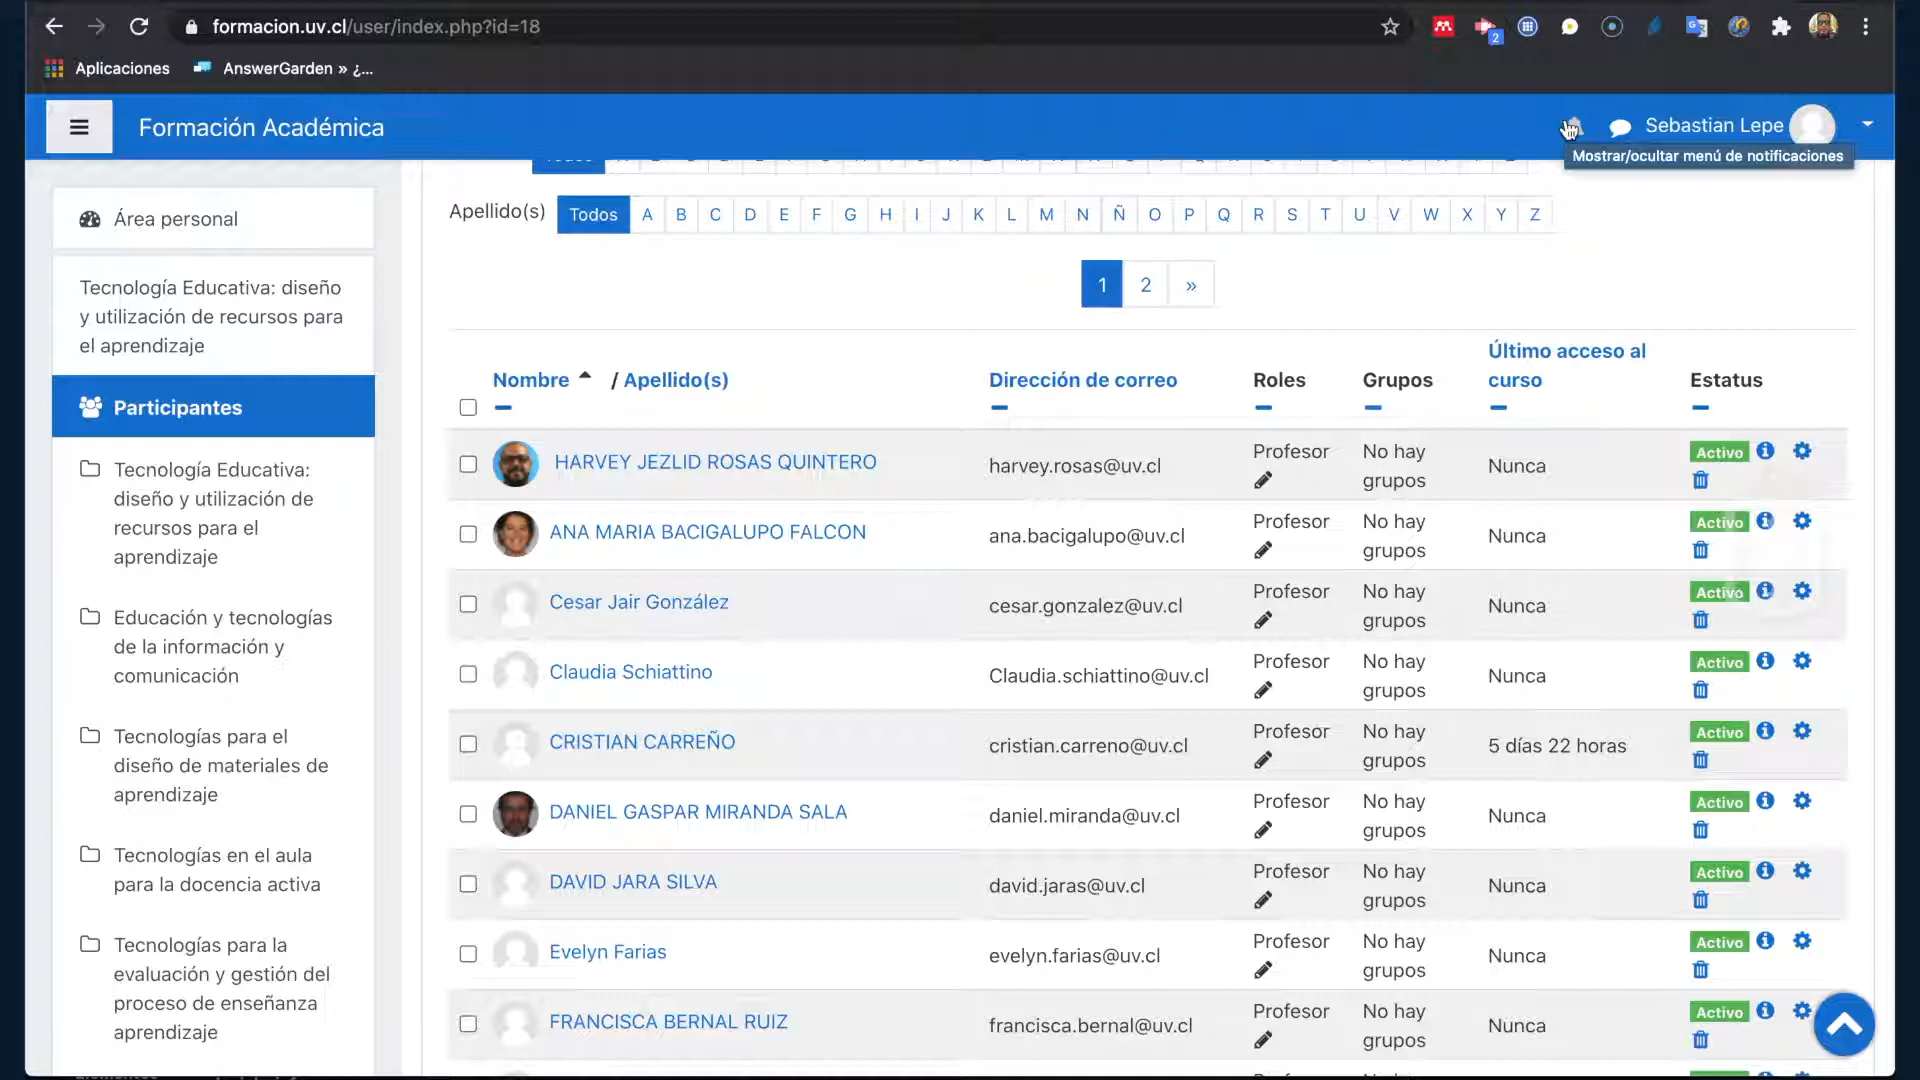 formacion.uv.cl/user/index.php?id=18
2
Aplicaciones
AnswerGarden » ¿...
Formación Académica
Sebastian Lepe
Mostrar/ocultar menú de notificaciones
Área personal
Tecnología Educativa: diseño
y utilización de recursos para
el aprendizaje
Participantes
Tecnología Educativa:
diseño y utilización de
recursos para el
aprendizaje
Educación y tecnologías
de la información y
comunicación
Tecnologías para el
diseño de materiales de
aprendizaje
Tecnologías en el aula
para la docencia activa
Tecnologías para la
evaluación y gestión del
proceso de enseñanza
aprendizaje
Apellido(s) Todos A B C D E F G H I J K L M N Ñ O P Q R S T U V W X Y Z
1 2 »
Nombre / Apellido(s) Dirección de correo Roles Grupos Último acceso al curso Estatus
HARVEY JEZLID ROSAS QUINTERO harvey.rosas@uv.cl Profesor No hay grupos Nunca Activo
ANA MARIA BACIGALUPO FALCON ana.bacigalupo@uv.cl Profesor No hay grupos Nunca Activo
Cesar Jair González cesar.gonzalez@uv.cl Profesor No hay grupos Nunca Activo
Claudia Schiattino Claudia.schiattino@uv.cl Profesor No hay grupos Nunca Activo
CRISTIAN CARREÑO cristian.carreno@uv.cl Profesor No hay grupos 5 días 22 horas Activo
DANIEL GASPAR MIRANDA SALA daniel.miranda@uv.cl Profesor No hay grupos Nunca Activo
DAVID JARA SILVA david.jaras@uv.cl Profesor No hay grupos Nunca Activo
Evelyn Farias evelyn.farias@uv.cl Profesor No hay grupos Nunca Activo
FRANCISCA BERNAL RUIZ francisca.bernal@uv.cl Profesor No hay grupos Nunca Activo